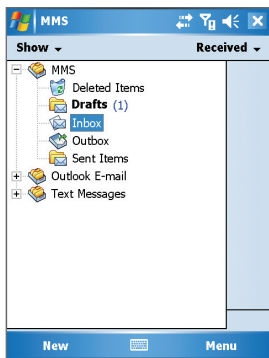 MMS
Show Received
MMS
Deleted Items
Drafts (1)
Inbox
Outbox
Sent Items
Outlook E-mail
Text Messages
New Menu